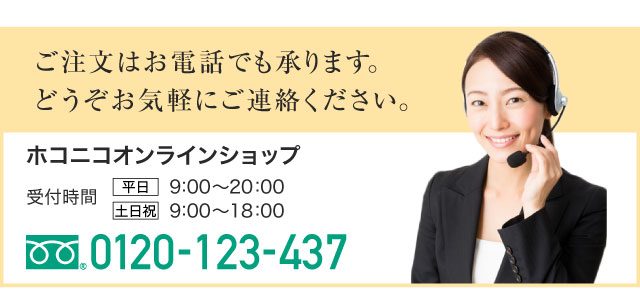 ご注文はお電話でも承ります。
どうぞお気軽にご連絡ください。
ホコニコオンラインショップ
受付時間 平日 9:00〜20:00
土日祝 9:00〜18:00
® 0120-123-437